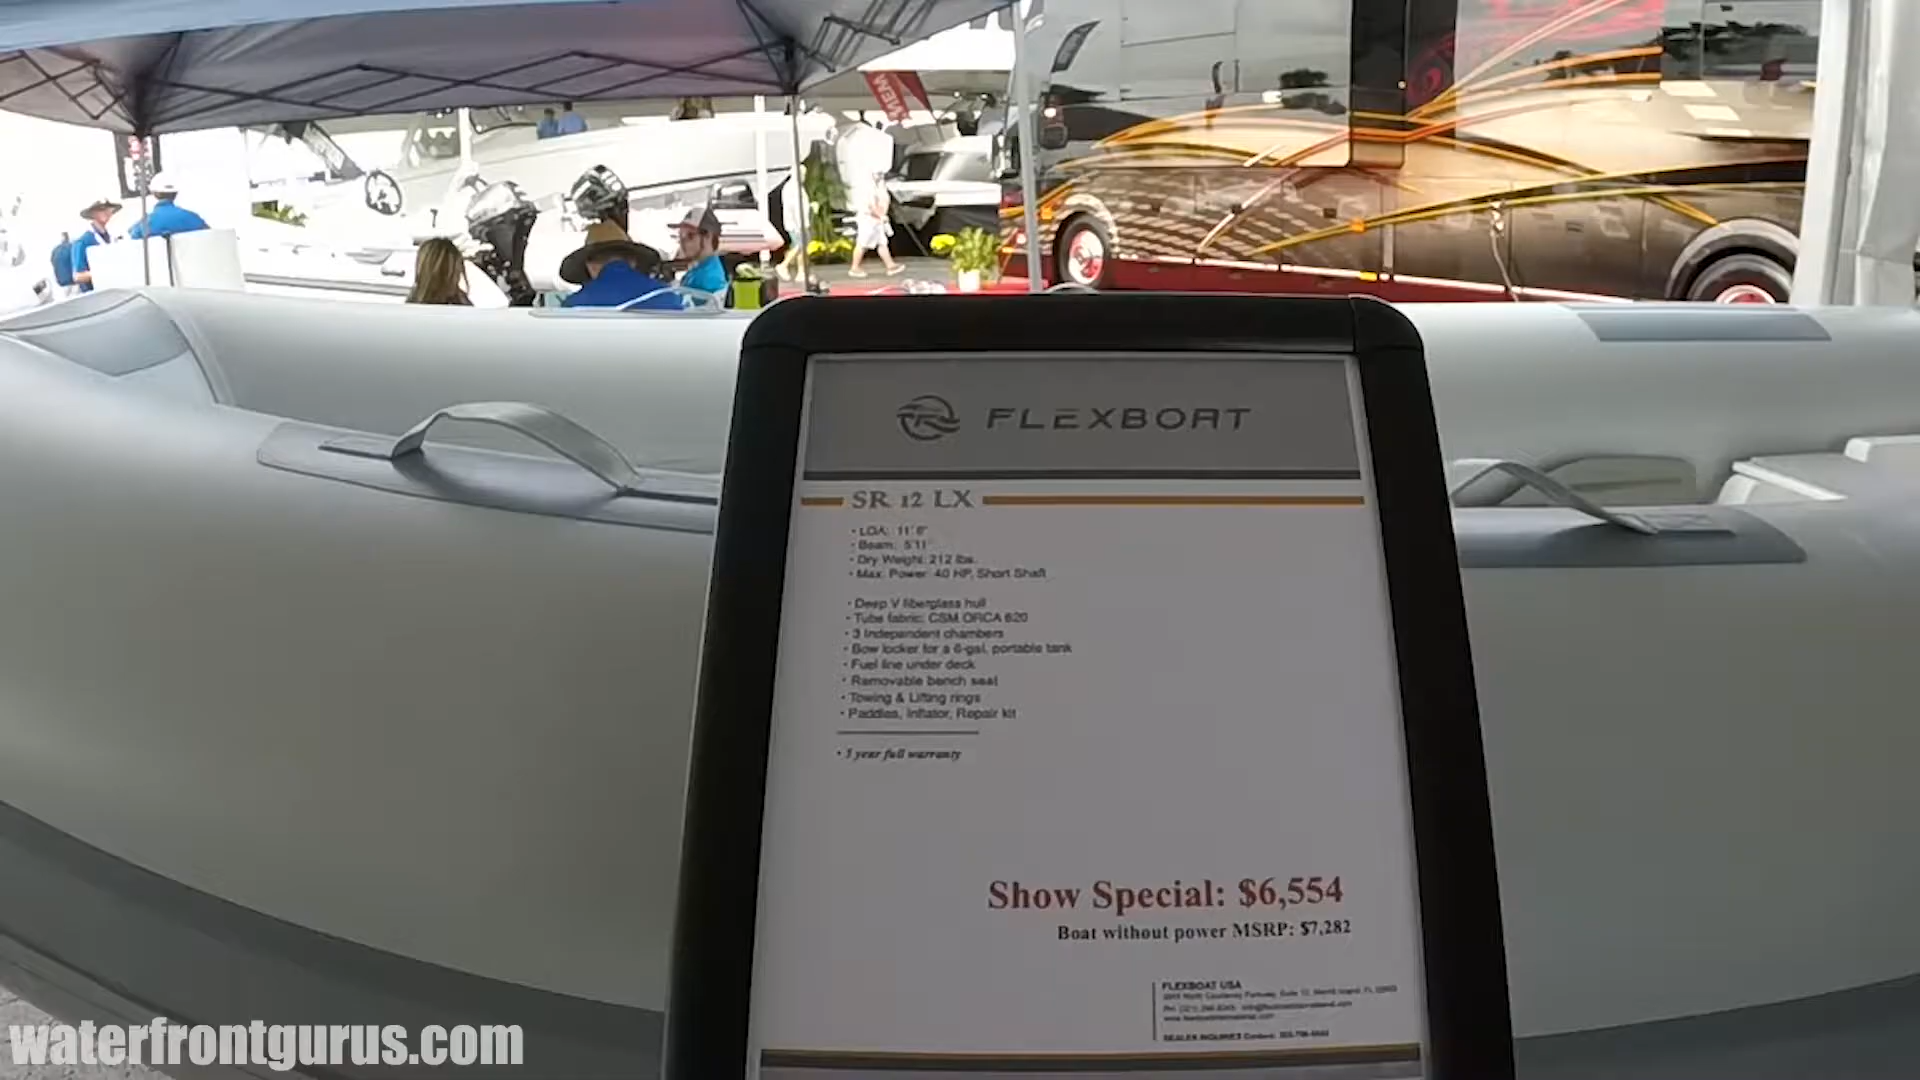 NEW
FLEXBOAT
SR 12 LX
• LOA: 11'6"
• Beam: 5'11"
• Dry Weight: 212 lbs.
• Max. Power: 40 HP, Short Shaft
• Deep V fiberglass hull
• Tube fabric: CSM ORCA 820
• 3 Independent chambers
• Bow locker for a 6-gal, portable tank
• Fuel line under deck
• Removable bench seat
• Towing & Lifting rings
• Paddles, Inflator, Repair kit
• 5 year full warranty
Show Special: $6,554
Boat without power MSRP: $7,282
FLEXBOAT USA
waterfrontgurus.com